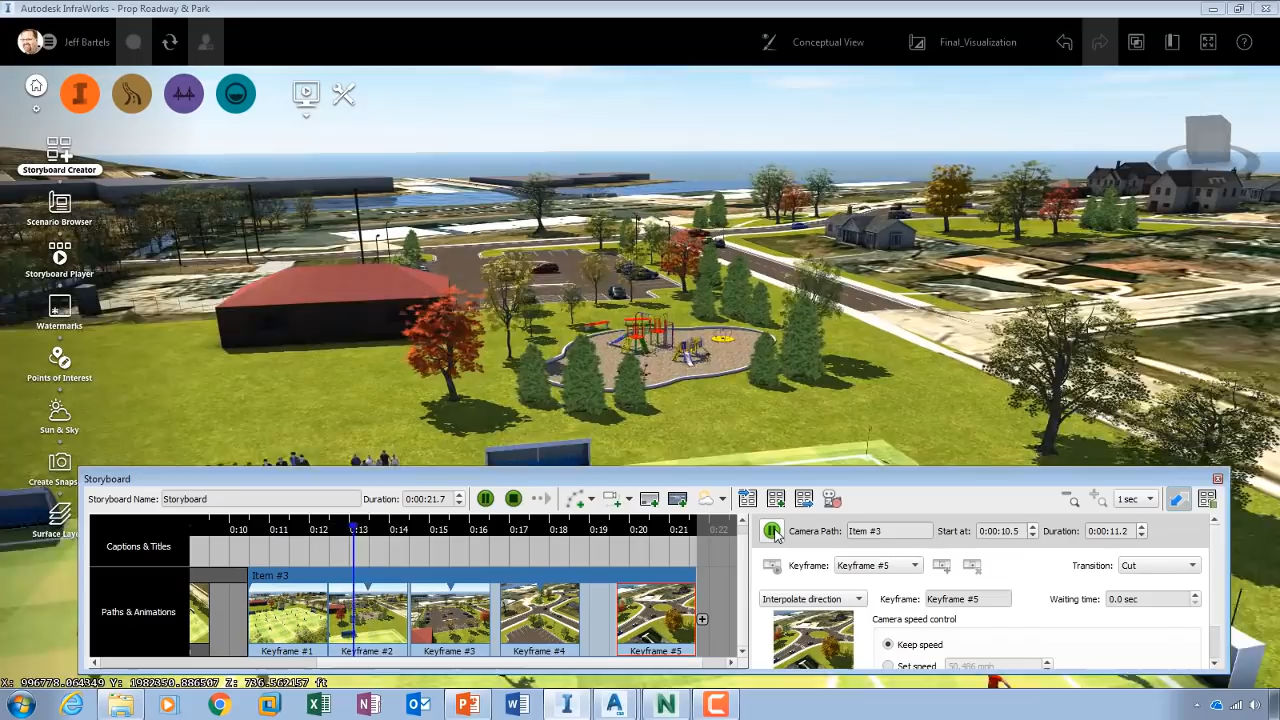 Autodesk InfraWorks - Prop Roadway & Park
Jeff Bartels
Conceptual View
Final_Visualization
Storyboard Creator
Scenario Browser
Storyboard Player
Watermarks
Points of Interest
Sun & Sky
Create Snaps
Surface Laye
Storyboard
Storyboard Name: Storyboard Duration: 0:00:21.7 1 sec
0:10 0:11 0:12 0:13 0:14 0:15 0:16 0:17 0:18 0:19 0:20 0:21 0:22
Captions & Titles
Item #3
Paths & Animations
Keyframe #1 Keyframe #2 Keyframe #3 Keyframe #4 Keyframe #5
Camera Path: Item #3 Start at: 0:00:10.5 Duration: 0:00:11.2
Keyframe: Keyframe #5 Transition: Cut
Interpolate direction Keyframe: Keyframe #5 Waiting time: 0.0 sec
Camera speed control
Keep speed
Set speed 50.486 mph
X: 996778.064349 Y: 1982350.886507 Z: 736.562157 ft